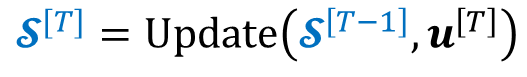 𝓢^[T] = Update(𝓢^[T−1], 𝒖^[T])